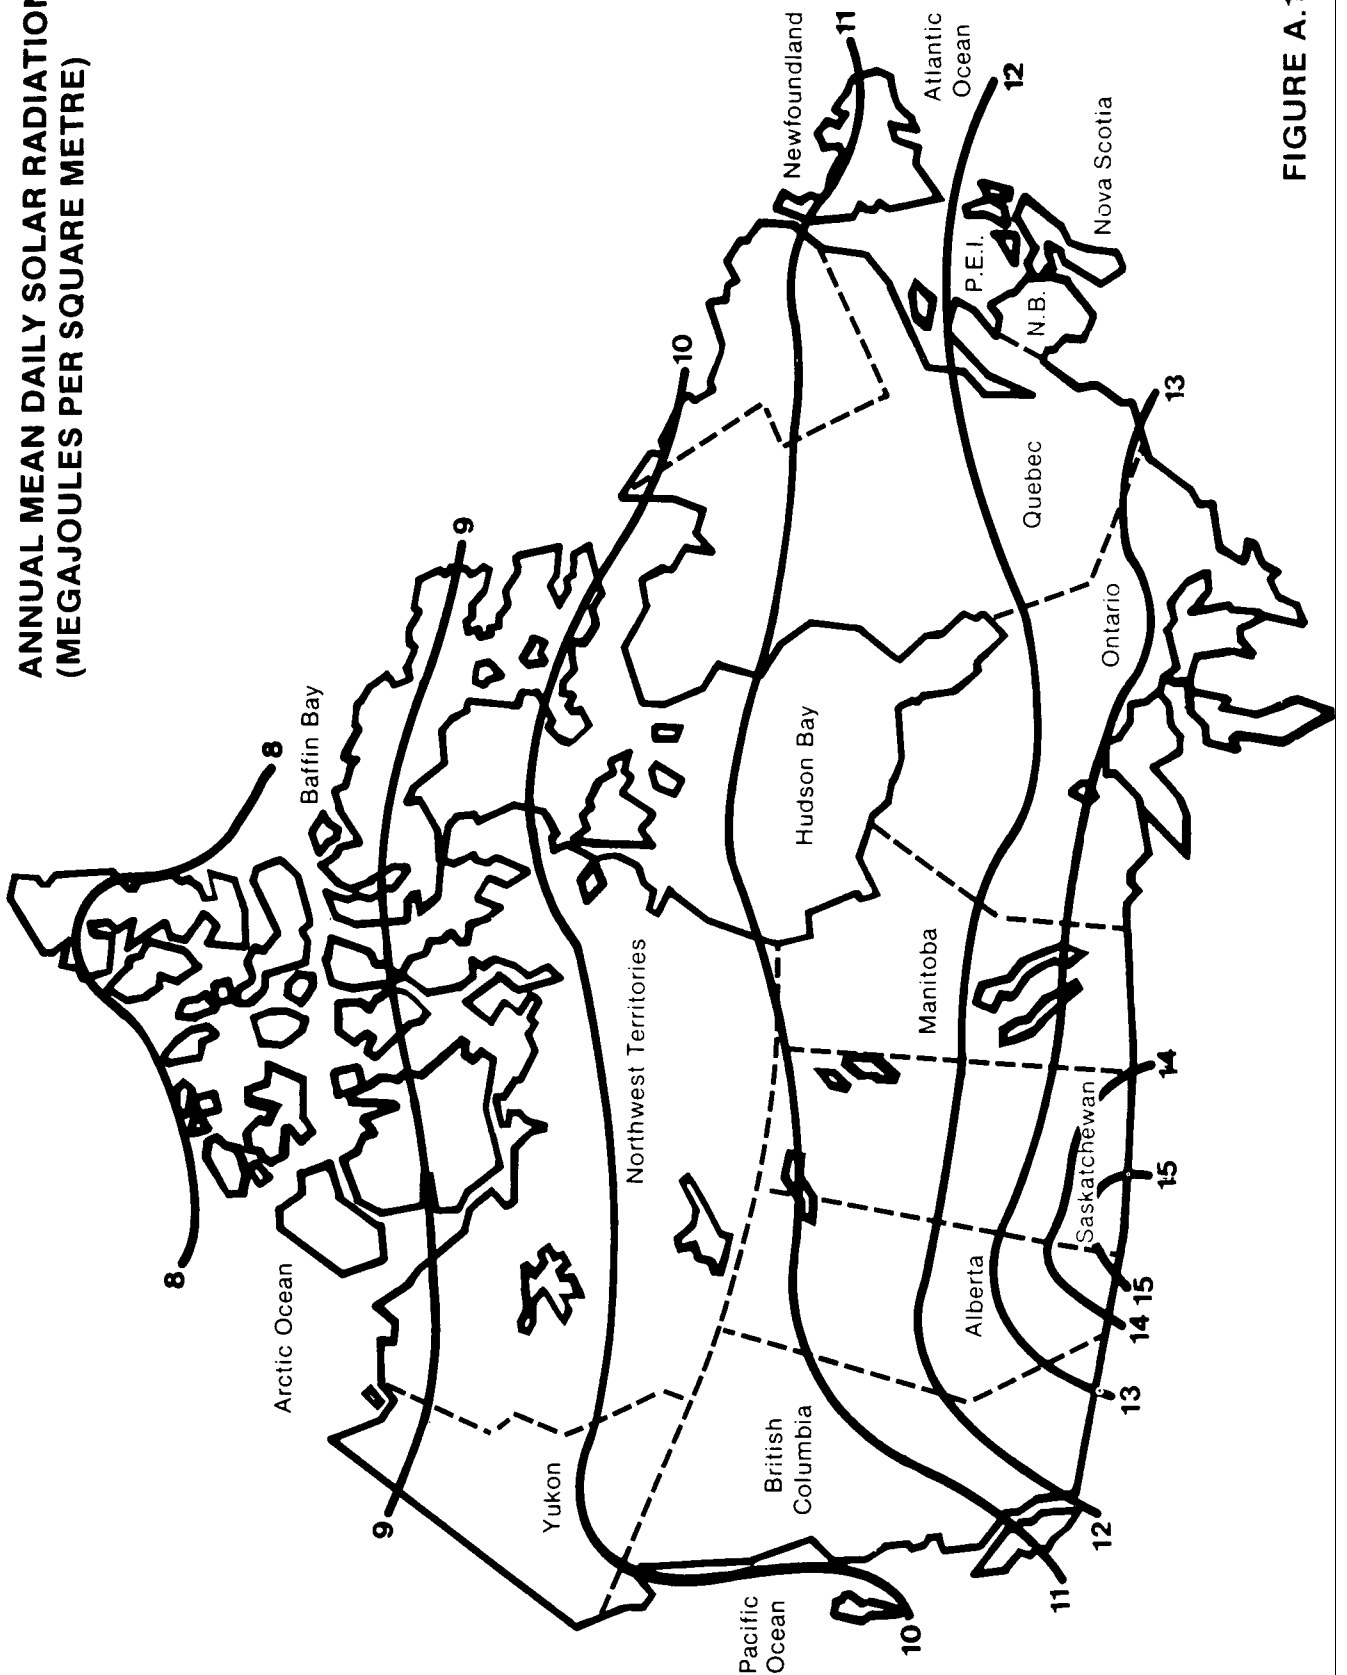 ANNUAL MEAN DAILY SOLAR RADIATION
(MEGAJOULES PER SQUARE METRE)
8
8
Baffin Bay
9
Arctic Ocean
9
10
Yukon
Northwest Territories
Newfoundland
11
Hudson Bay
Pacific
Ocean
British
Columbia
10
Atlantic
Ocean
12
Manitoba
Alberta
P.E.I.
N.B.
Quebec
Nova Scotia
11
12
Saskatchewan
Ontario
13
13
14
15
15
14
FIGURE A.